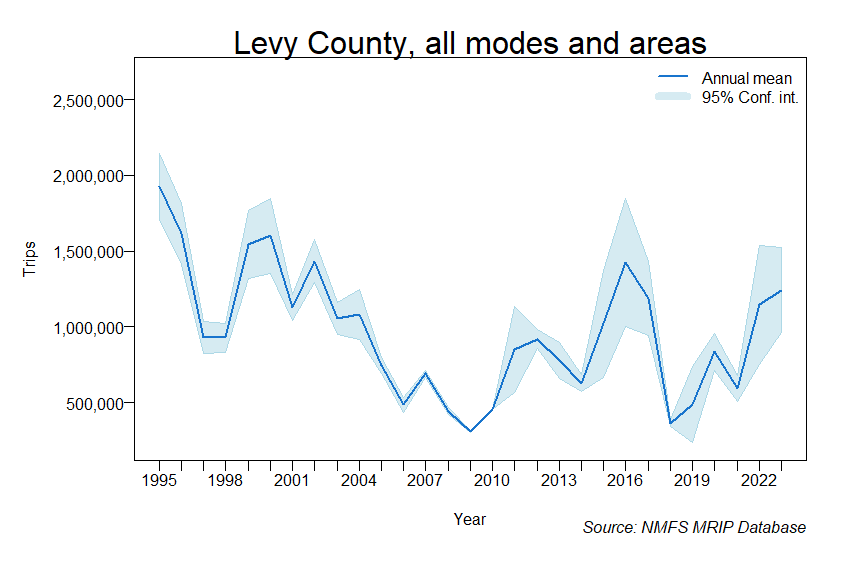 Levy County, all modes and areas
Annual mean
95% Conf. int.
2,500,000
2,000,000
1,500,000
1,000,000
500,000
Trips
1995 1998 2001 2004 2007 2010 2013 2016 2019 2022
Year
Source: NMFS MRIP Database